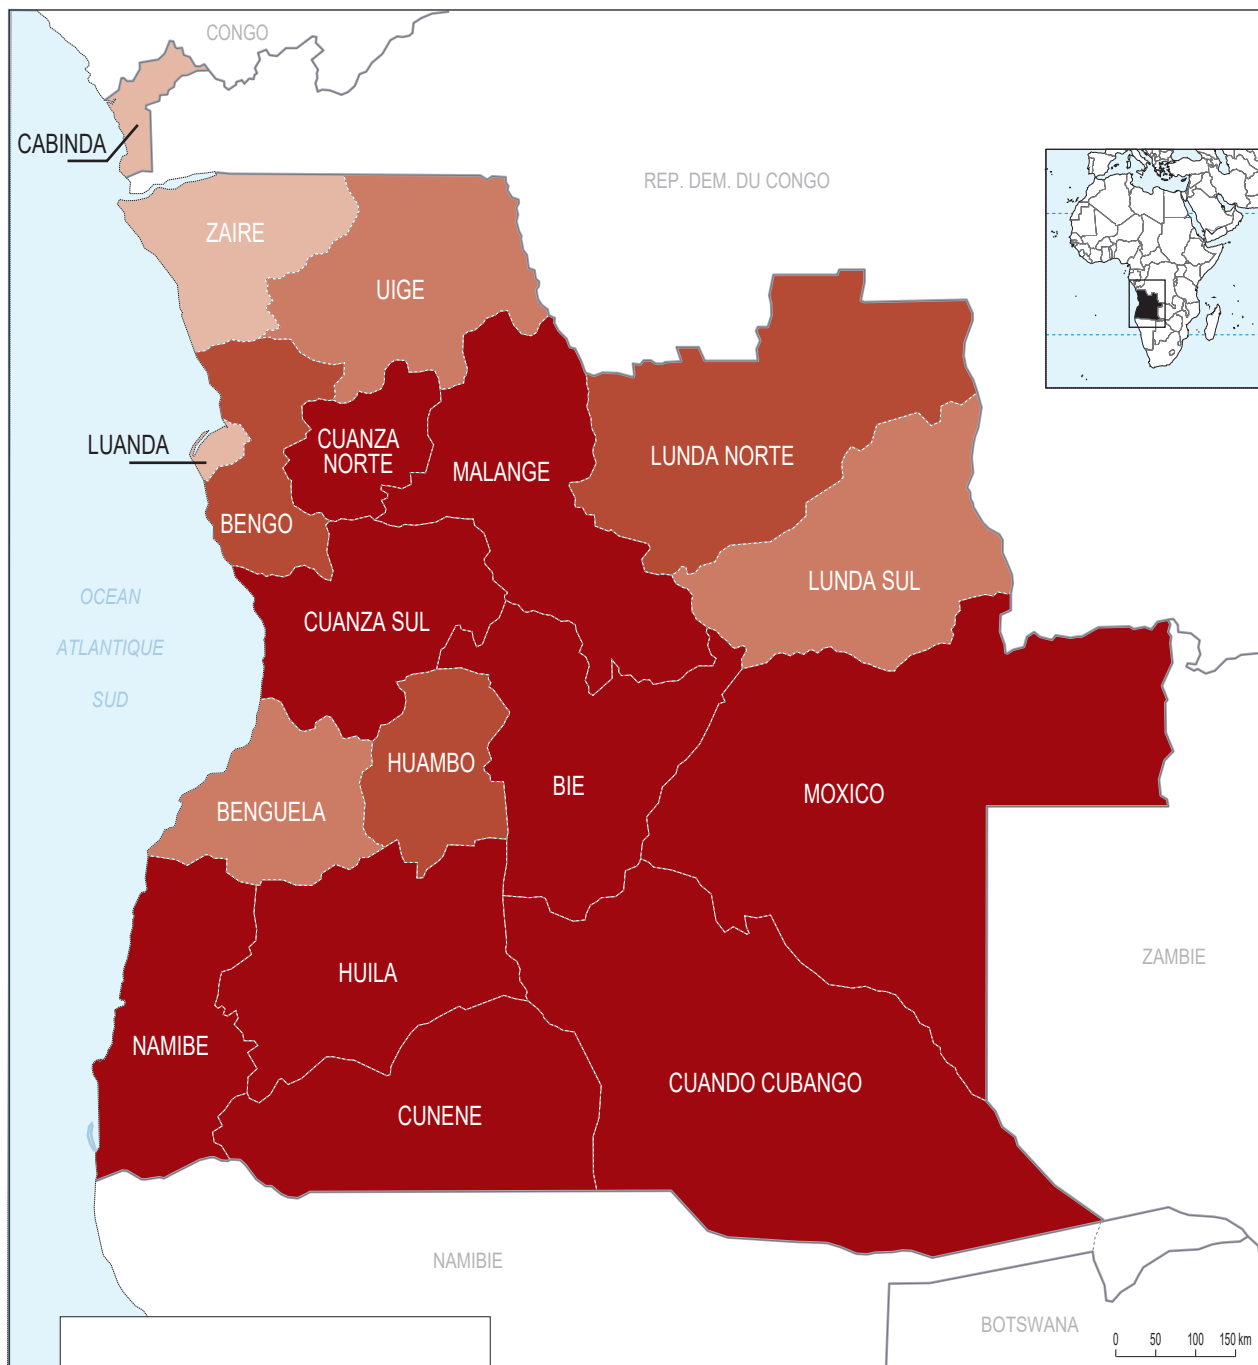 CONGO
CABINDA
REP. DEM. DU CONGO
ZAIRE
UIGE
LUANDA
CUANZA
NORTE
MALANGE
LUNDA NORTE
BENGO
LUNDA SUL
OCEAN
ATLANTIQUE
SUD
CUANZA SUL
HUAMBO
BIE
MOXICO
BENGUELA
ZAMBIE
HUILA
NAMIBE
CUANDO CUBANGO
CUNENE
NAMIBIE
BOTSWANA
0 50 100 150 km